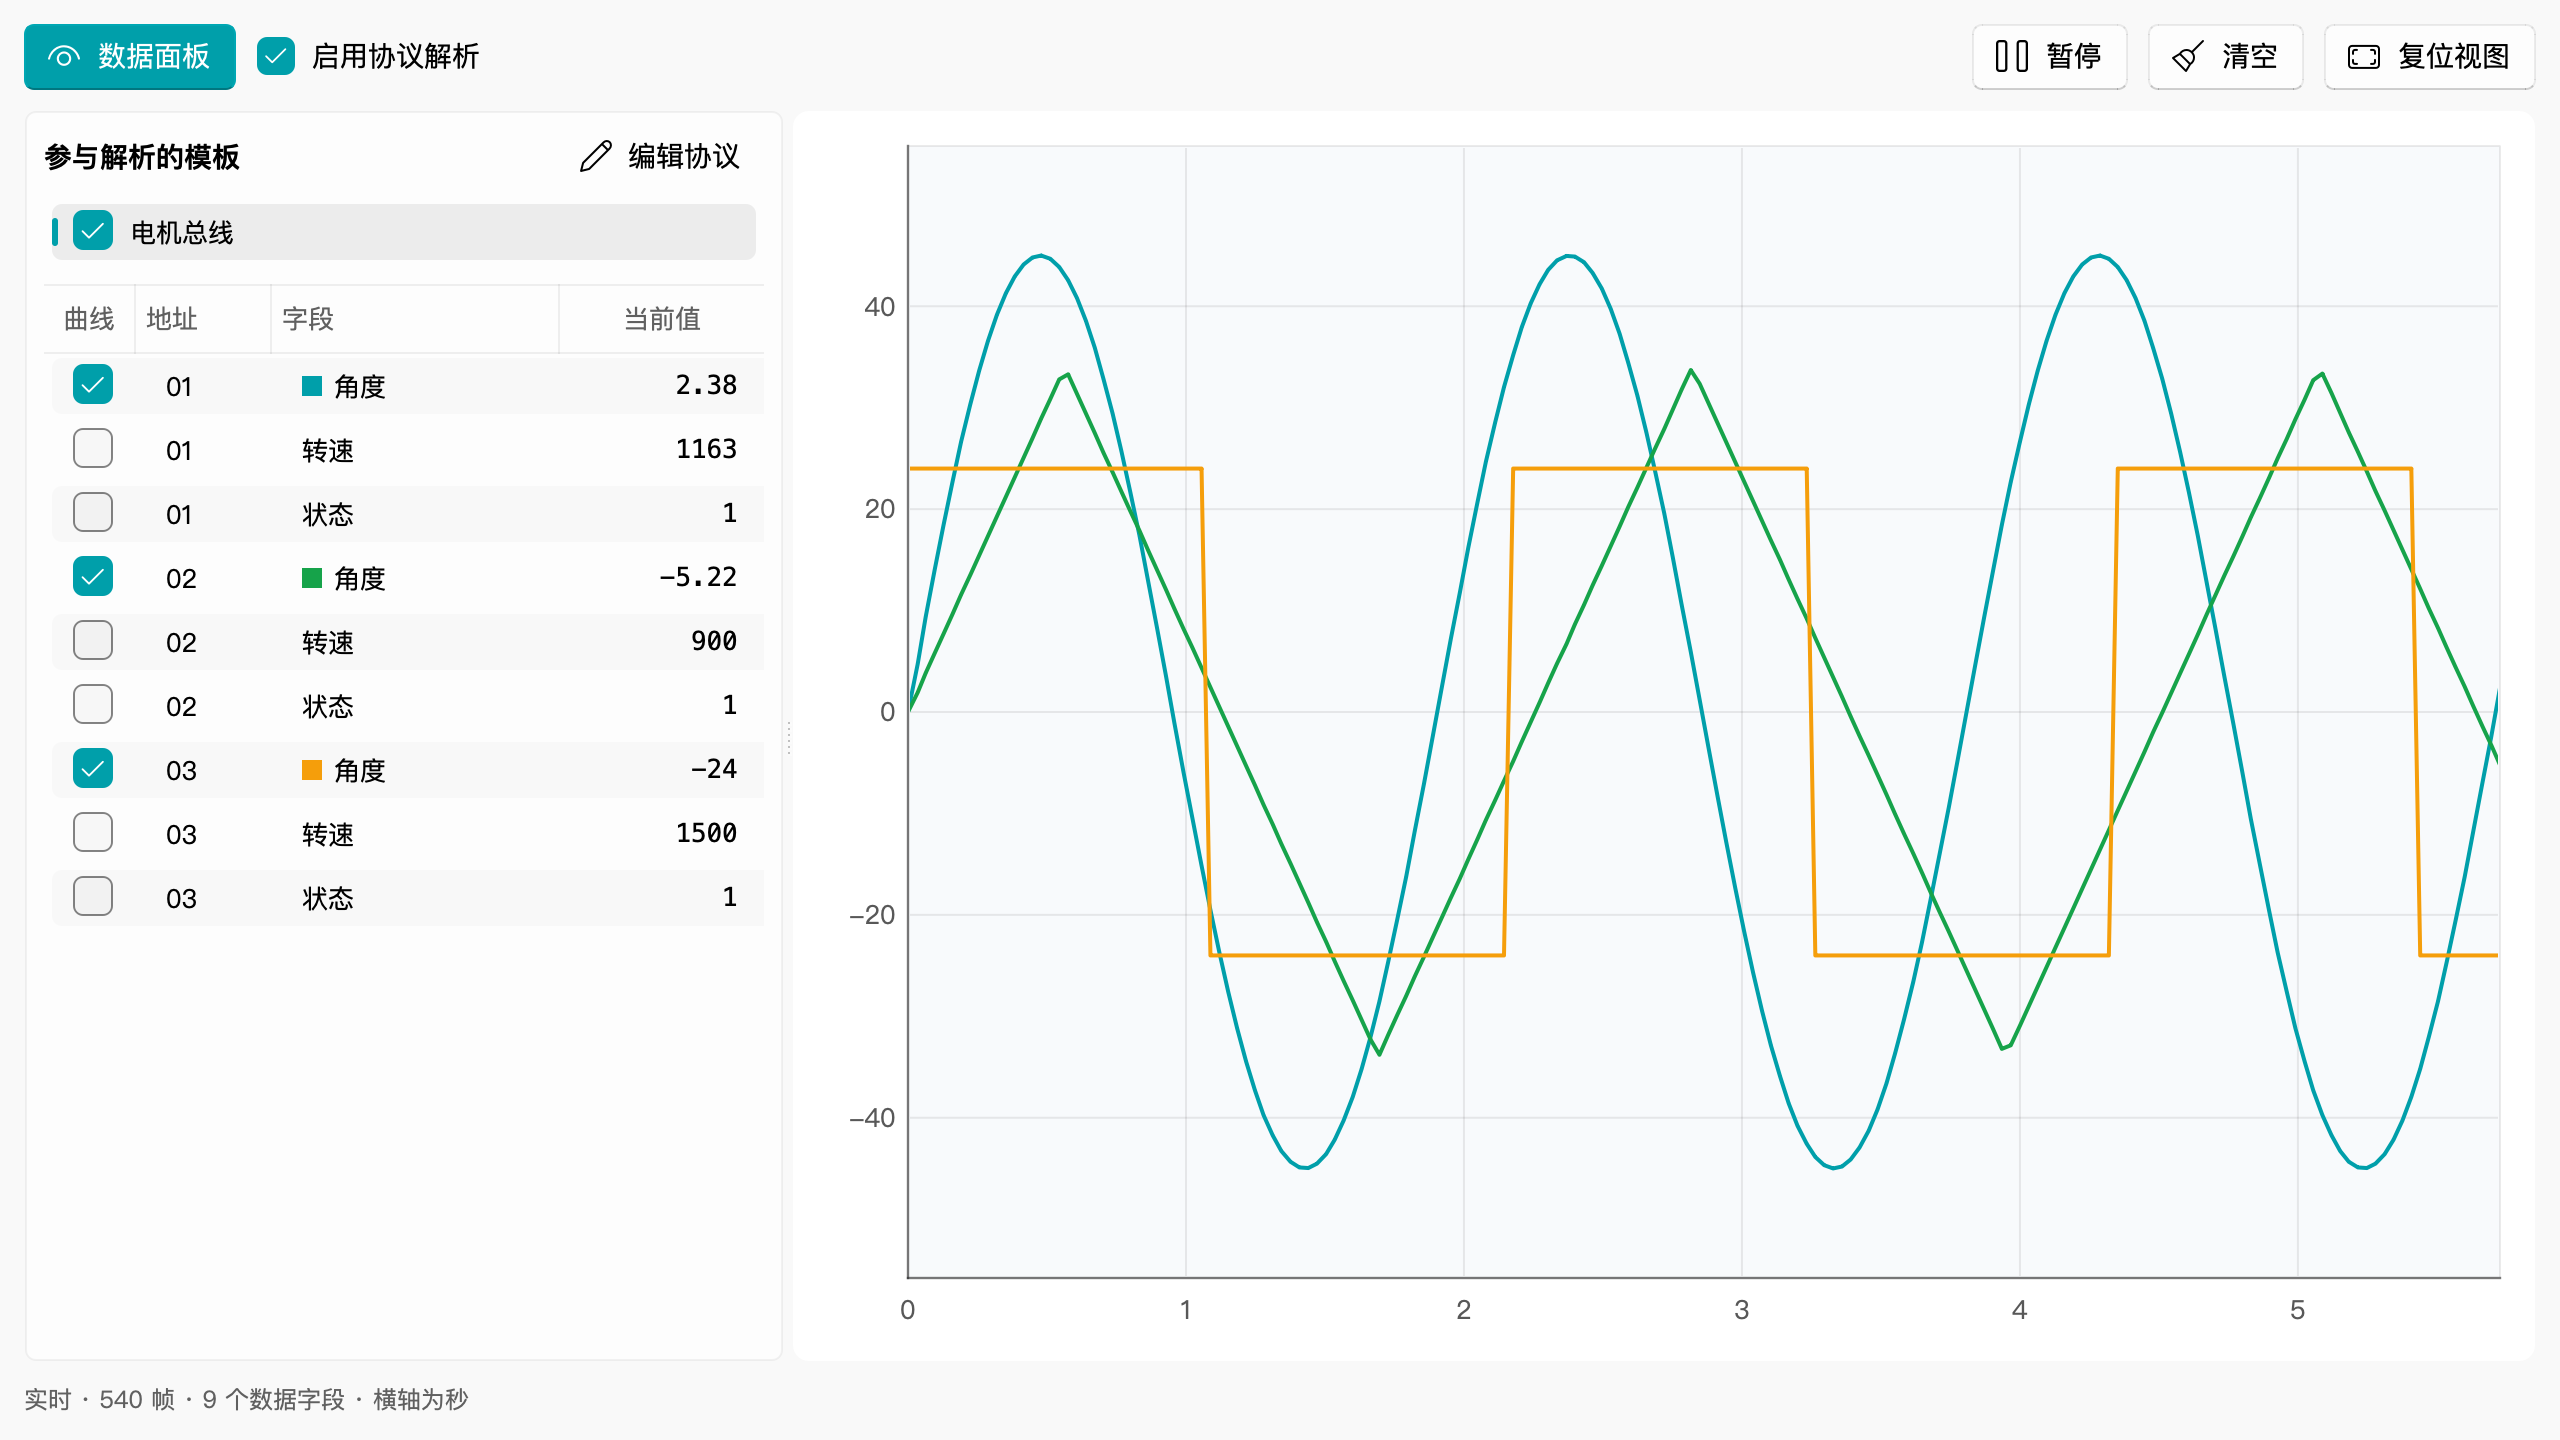 数据面板 启用协议解析 暂停 清空 复位视图
参与解析的模板 编辑协议
电机总线
曲线 地址 字段 当前值
01 角度 2.38
01 转速 1163
01 状态 1
02 角度 −5.22
02 转速 900
02 状态 1
03 角度 −24
03 转速 1500
03 状态 1
40
20
0
−20
−40
0 1 2 3 4 5
实时 · 540 帧 · 9 个数据字段 · 横轴为秒